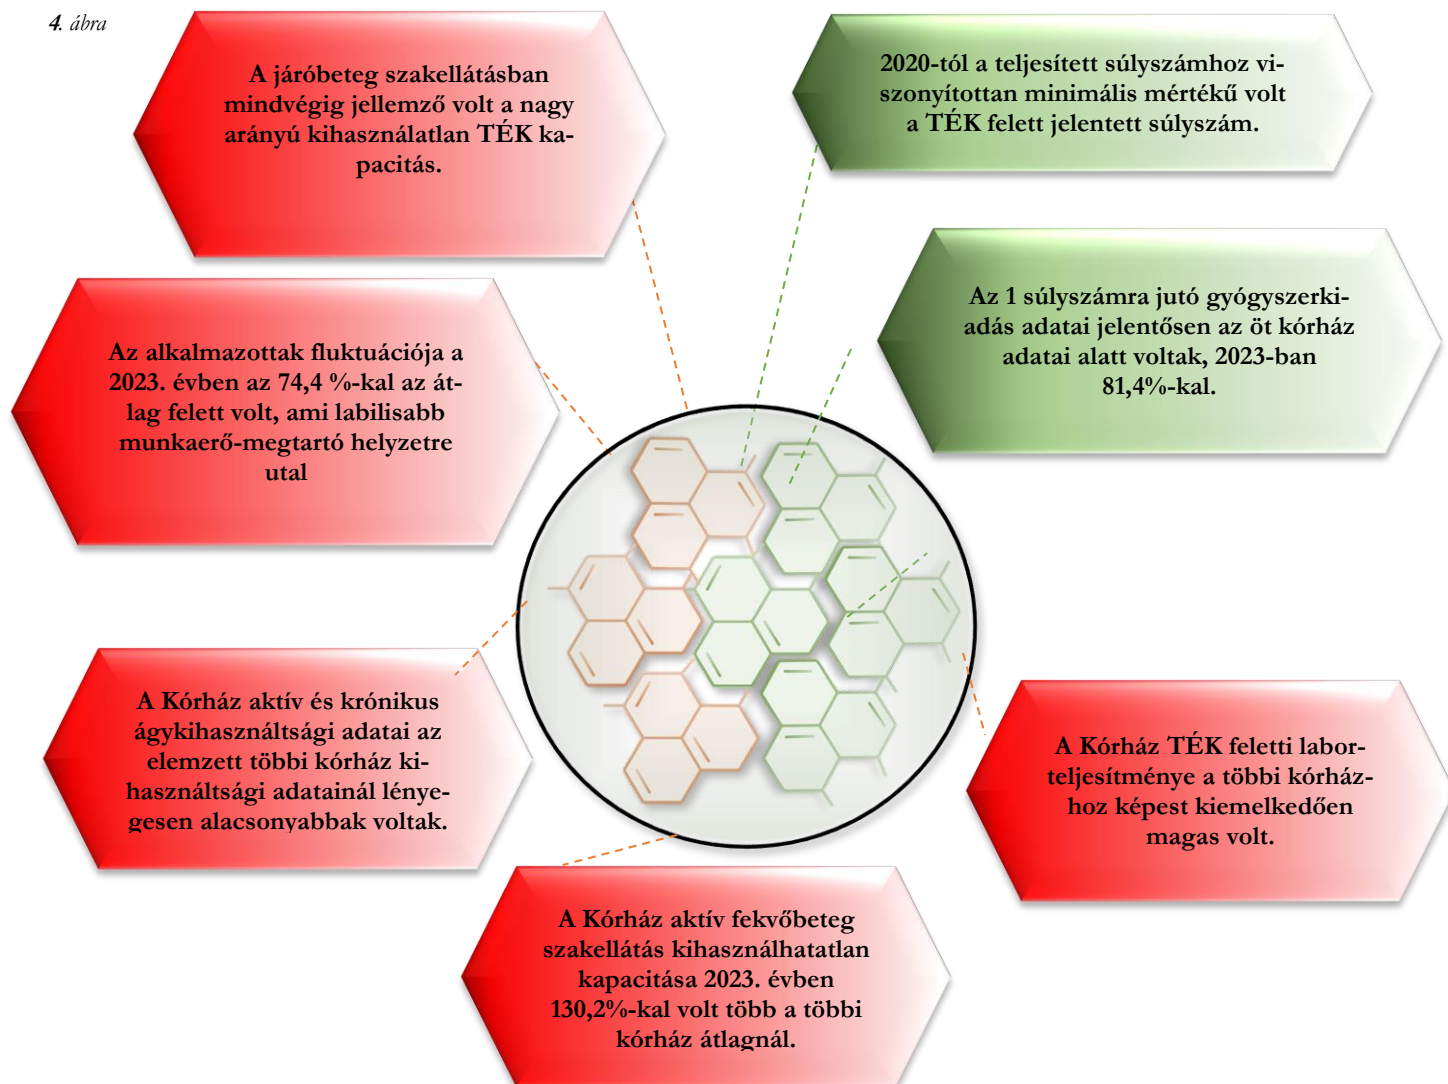 4. ábra
A járóbeteg szakellátásban
mindvégig jellemző volt a nagy
arányú kihasználatlan TÉK ka-
pacitás.
2020-tól a teljesített súlyszámhoz vi-
szonyítottan minimális mértékű volt
a TÉK felett jelentett súlyszám.
Az 1 súlyszámra jutó gyógyszerki-
adás adatai jelentősen az öt kórház
adatai alatt voltak, 2023-ban
81,4%-kal.
Az alkalmazottak fluktuációja a
2023. évben az 74,4 %-kal az át-
lag felett volt, ami labilisabb
munkaerő-megtartó helyzetre
utal
A Kórház aktív és krónikus
ágykihasználtsági adatai az
elemzett többi kórház ki-
használtsági adatainál lénye-
gesen alacsonyabbak voltak.
A Kórház TÉK feletti labor-
teljesítménye a többi kórház-
hoz képest kiemelkedően
magas volt.
A Kórház aktív fekvőbeteg
szakellátás kihasználhatatlan
kapacitása 2023. évben
130,2%-kal volt több a többi
kórház átlagnál.